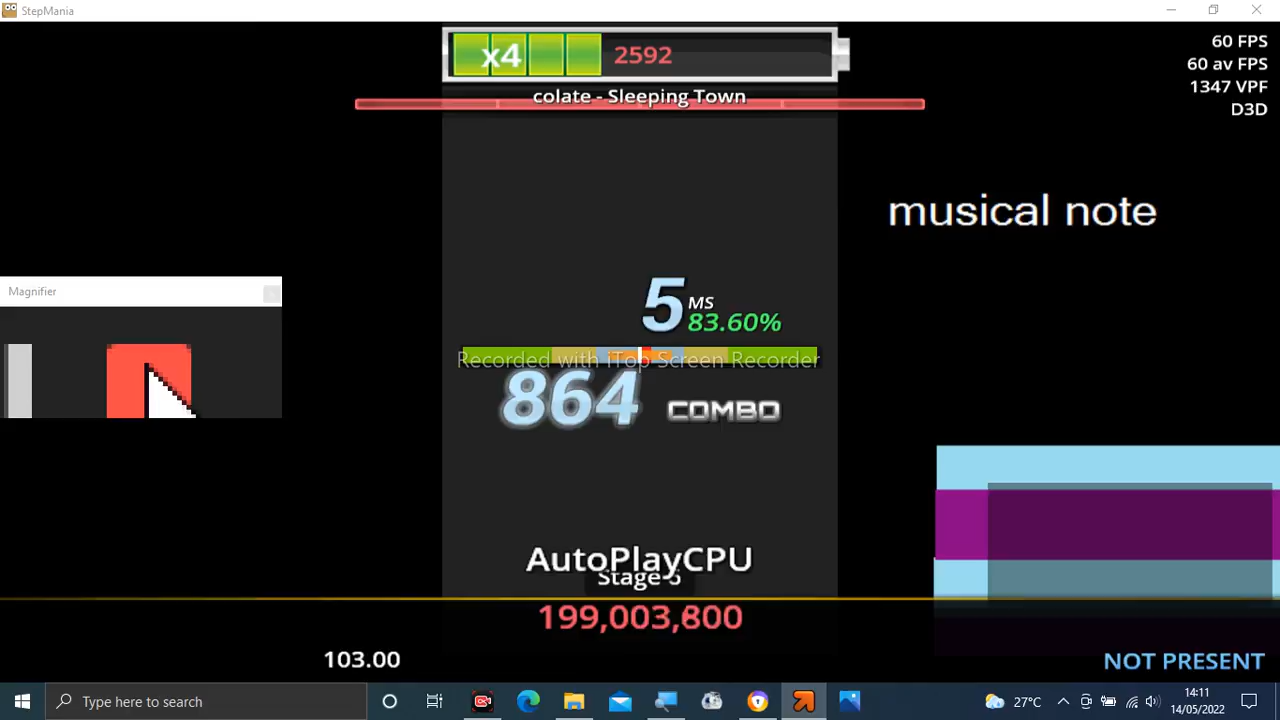 StepMania
60 FPS
60 av FPS
1347 VPF
D3D
x4 2592
colate - Sleeping Town
musical note
Magnifier
5 MS
83.60%
Recorded with iTop Screen Recorder
864 COMBO
AutoPlayCPU
Stage 5
199,003,800
103.00
NOT PRESENT
Type here to search
27°C
14:11
14/05/2022